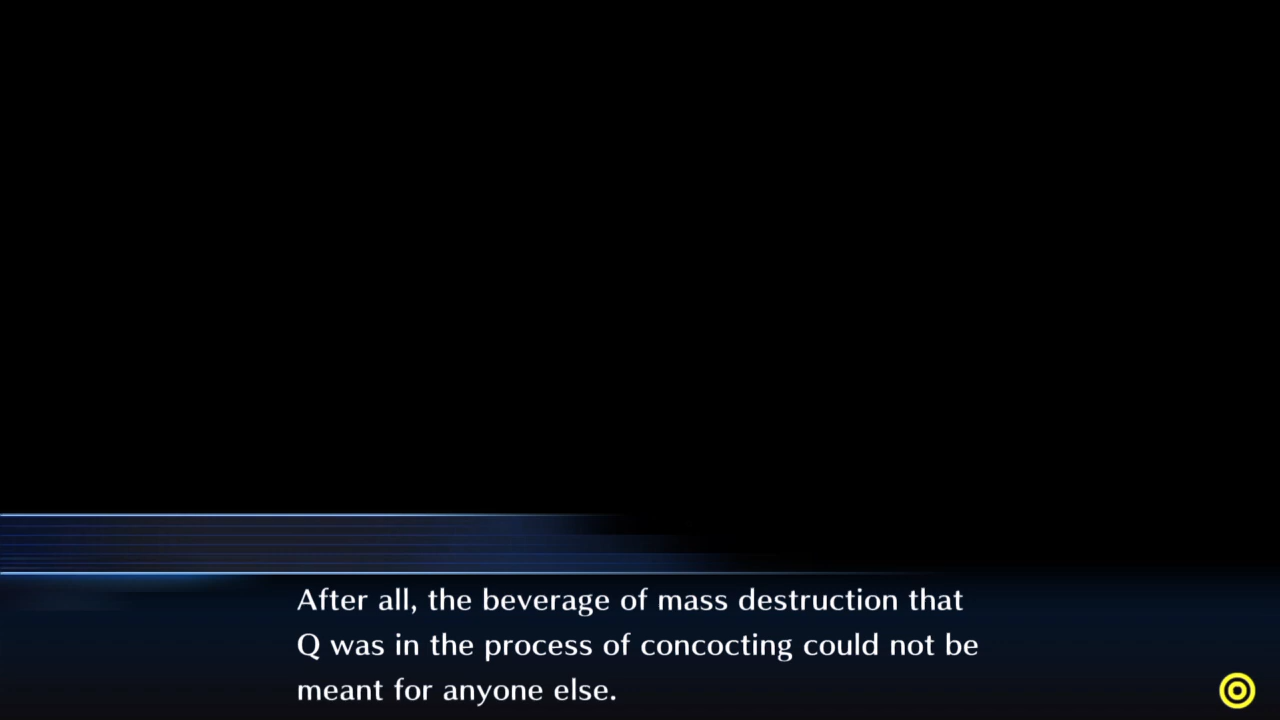 After all, the beverage of mass destruction that
Q was in the process of concocting could not be
meant for anyone else.